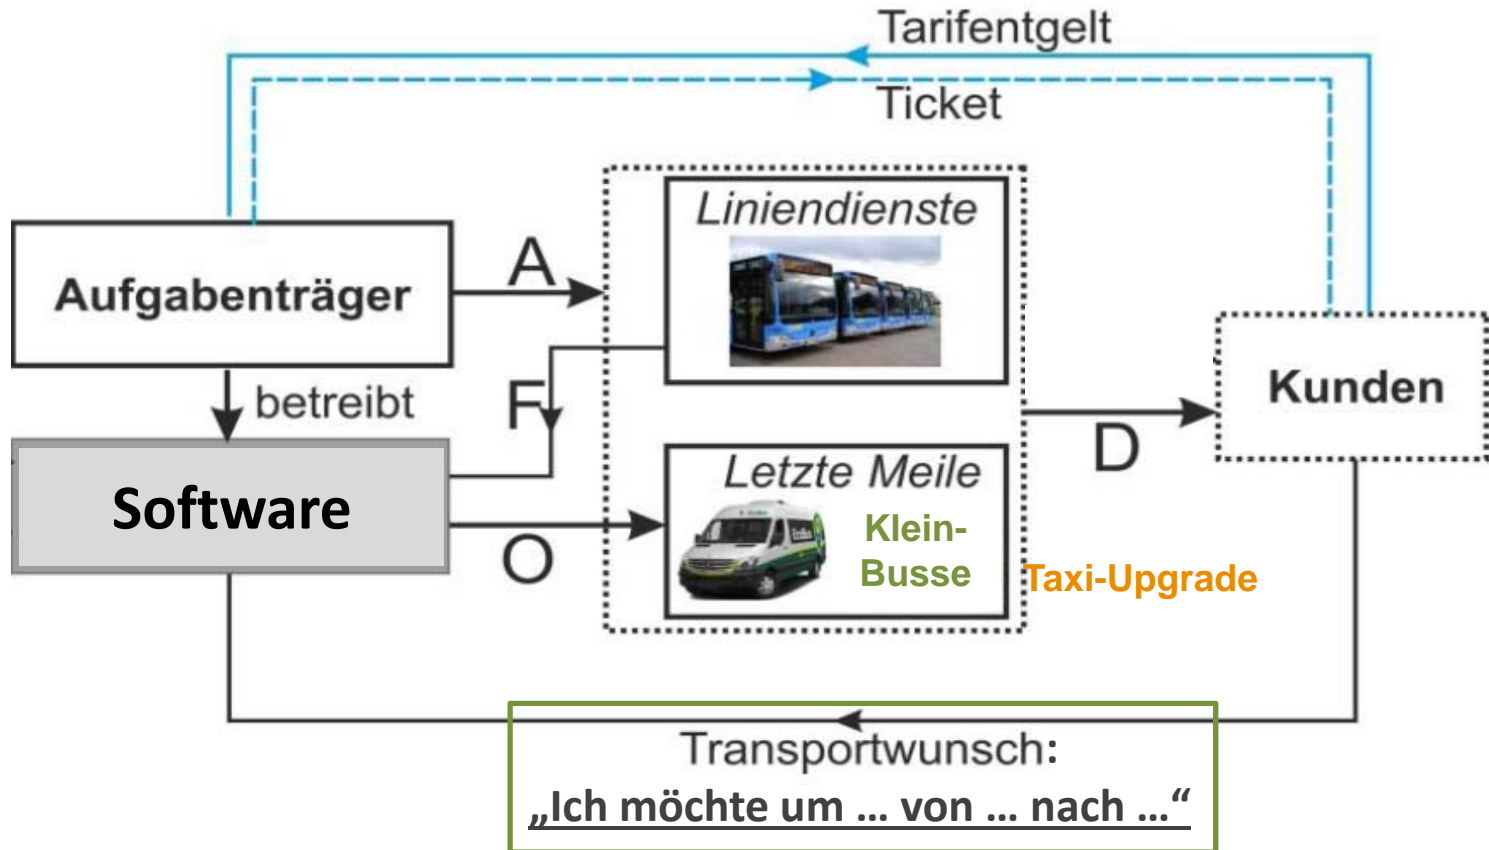 Tarifentgelt
Ticket
Liniendienste
A
Aufgabenträger
F
betreibt
Kunden
D
Software
Letzte Meile
Klein-
Busse
O
Taxi-Upgrade
Transportwunsch:
„Ich möchte um ... von ... nach ...“